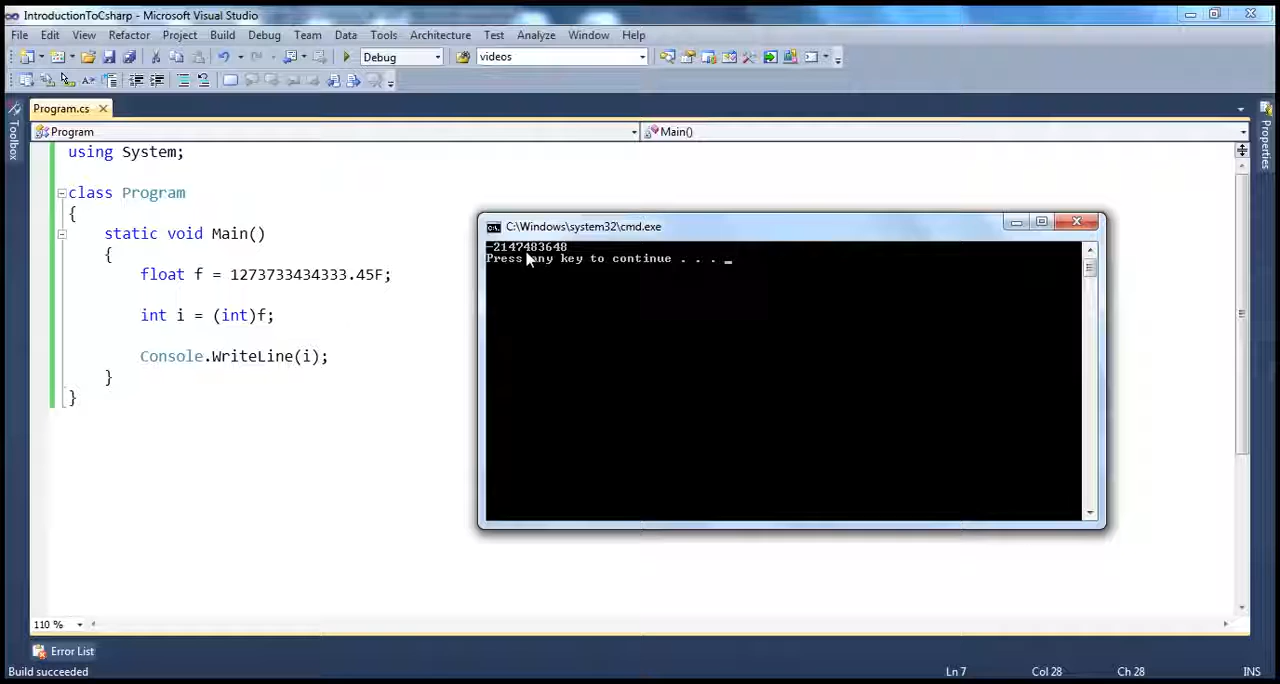 IntroductionToCsharp - Microsoft Visual Studio
File Edit View Refactor Project Build Debug Team Data Tools Architecture Test Analyze Window Help
Debug videos
Program.cs
Program Main()
Toolbox
Properties
using System;
class Program
{
static void Main()
{
float f = 1273733434333.45F;
int i = (int)f;
Console.WriteLine(i);
}
}
C:\Windows\system32\cmd.exe
-2147483648
Press any key to continue . . . _
110 %
Error List
Build succeeded Ln 7 Col 28 Ch 28 INS